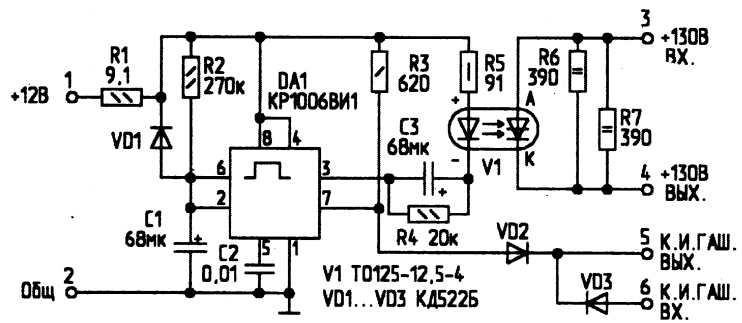 R1
9,1
1
+12В
R2
270к
DA1
КР1006ВИ1
R3
620
R5
91
R6
390
3
+130В
ВХ.
R7
390
VD1
8
4
6
2
3
7
5
1
C3
68мк
+
+
-
А
К
V1
4
+130В
ВЫХ.
C1
68мк
+
C2
0,01
R4 20к
VD2
5
К.И.ГАШ.
ВЫХ.
VD3
6
К.И.ГАШ.
ВХ.
Общ
2
V1 ТО125-12,5-4
VD1...VD3 КД522Б